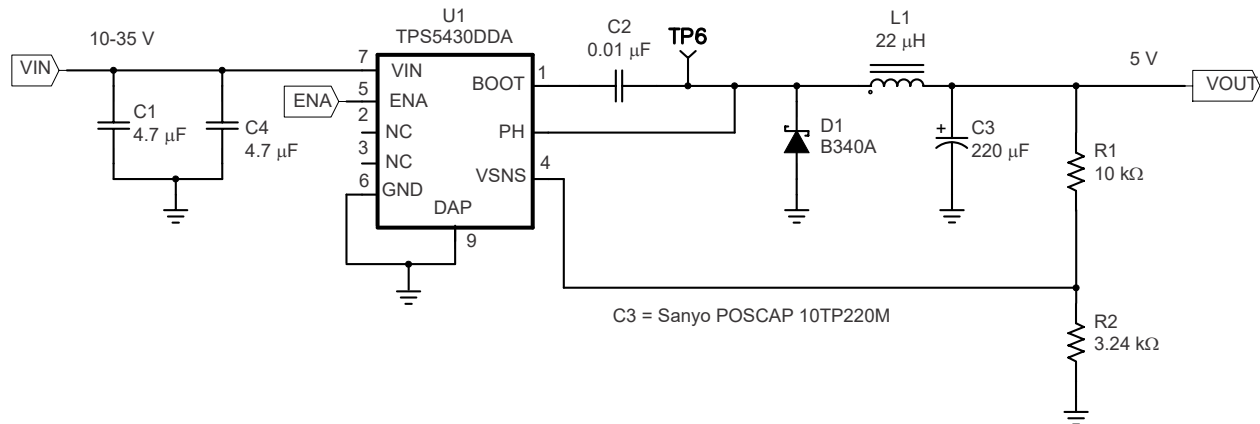 10-35 V
VIN
C1
4.7 μF
C4
4.7 μF
ENA
U1
TPS5430DDA
7
5
2
3
6
VIN
ENA
NC
NC
GND
BOOT
PH
VSNS
DAP
1
4
9
C2
0.01 μF
TP6
D1
B340A
L1
22 μH
+
C3
220 μF
5 V
VOUT
R1
10 kΩ
R2
3.24 kΩ
C3 = Sanyo POSCAP 10TP220M